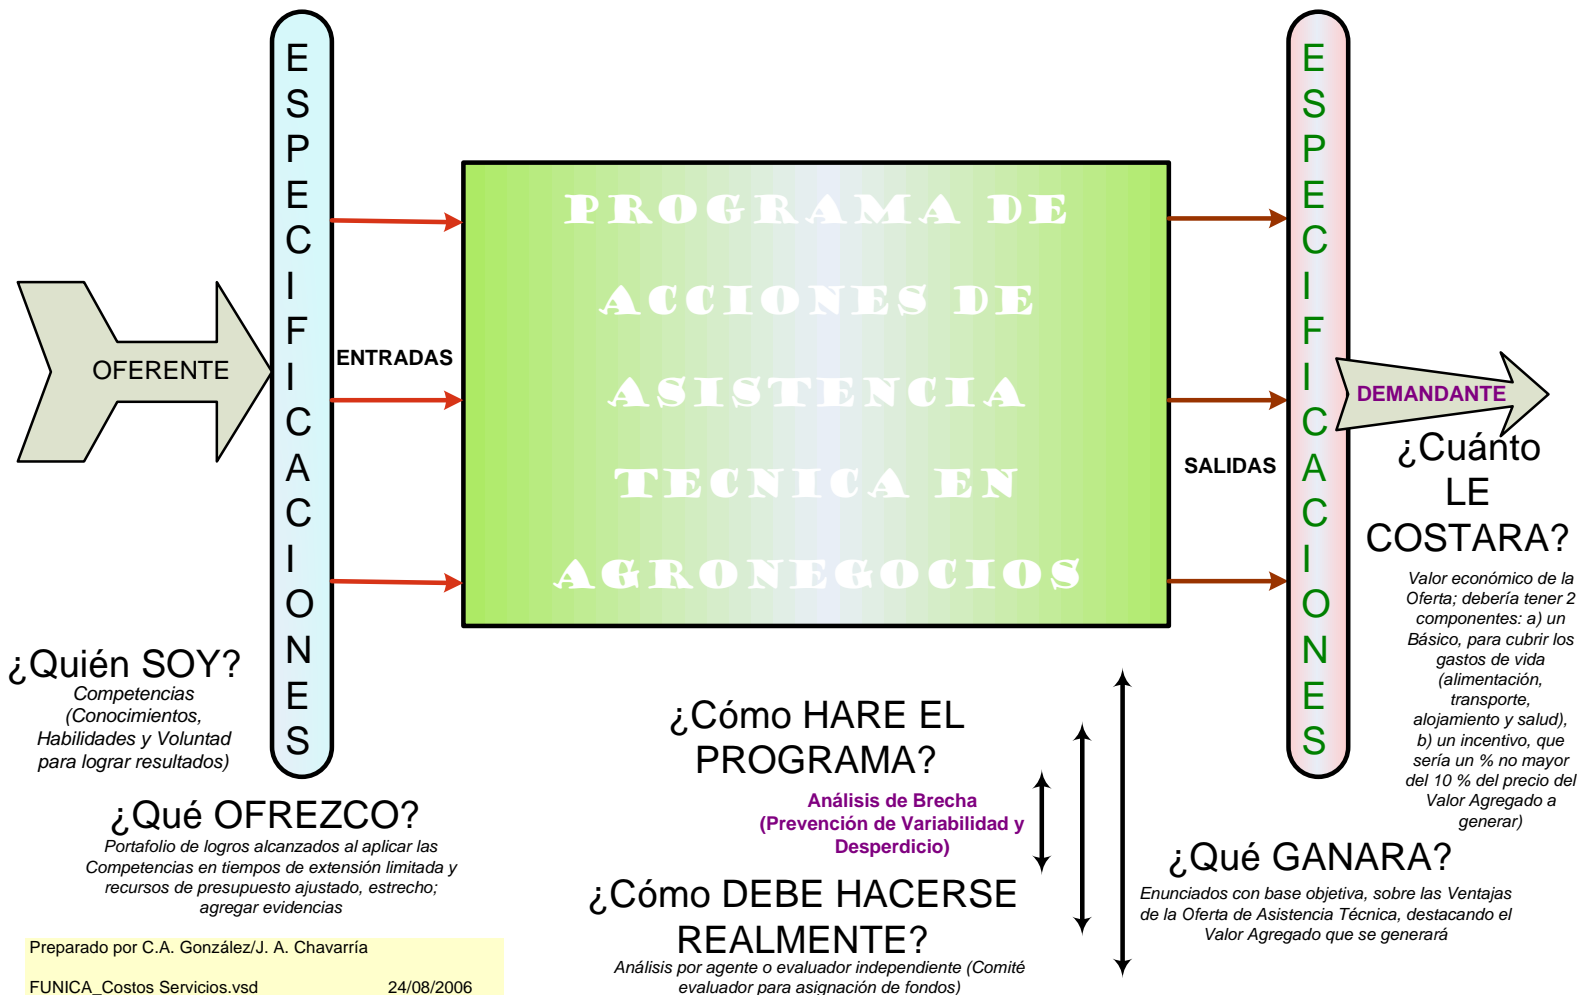 ESPECIFICACIONES
OFERENTE
ENTRADAS
PROGRAMA DE
ACCIONES DE
ASISTENCIA
TECNICA EN
AGRONEGOCIOS
SALIDAS
ESPECIFICACIONES
DEMANDANTE
¿Cuánto
LE
COSTARA?
Valor económico de la
Oferta; debería tener 2
componentes: a) un
Básico, para cubrir los
gastos de vida
(alimentación,
transporte,
alojamiento y salud),
b) un incentivo, que
sería un % no mayor
del 10 % del precio del
Valor Agregado a
generar)
¿Quién SOY?
Competencias
(Conocimientos,
Habilidades y Voluntad
para lograr resultados)
¿Qué OFREZCO?
Portafolio de logros alcanzados al aplicar las
Competencias en tiempos de extensión limitada y
recursos de presupuesto ajustado, estrecho;
agregar evidencias
¿Cómo HARE EL
PROGRAMA?
Análisis de Brecha
(Prevención de Variabilidad y
Desperdicio)
¿Cómo DEBE HACERSE
REALMENTE?
Análisis por agente o evaluador independiente (Comité
evaluador para asignación de fondos)
¿Qué GANARA?
Enunciados con base objetiva, sobre las Ventajas
de la Oferta de Asistencia Técnica, destacando el
Valor Agregado que se generará
Preparado por C.A. González/J. A. Chavarría
FUNICA_Costos Servicios.vsd 24/08/2006